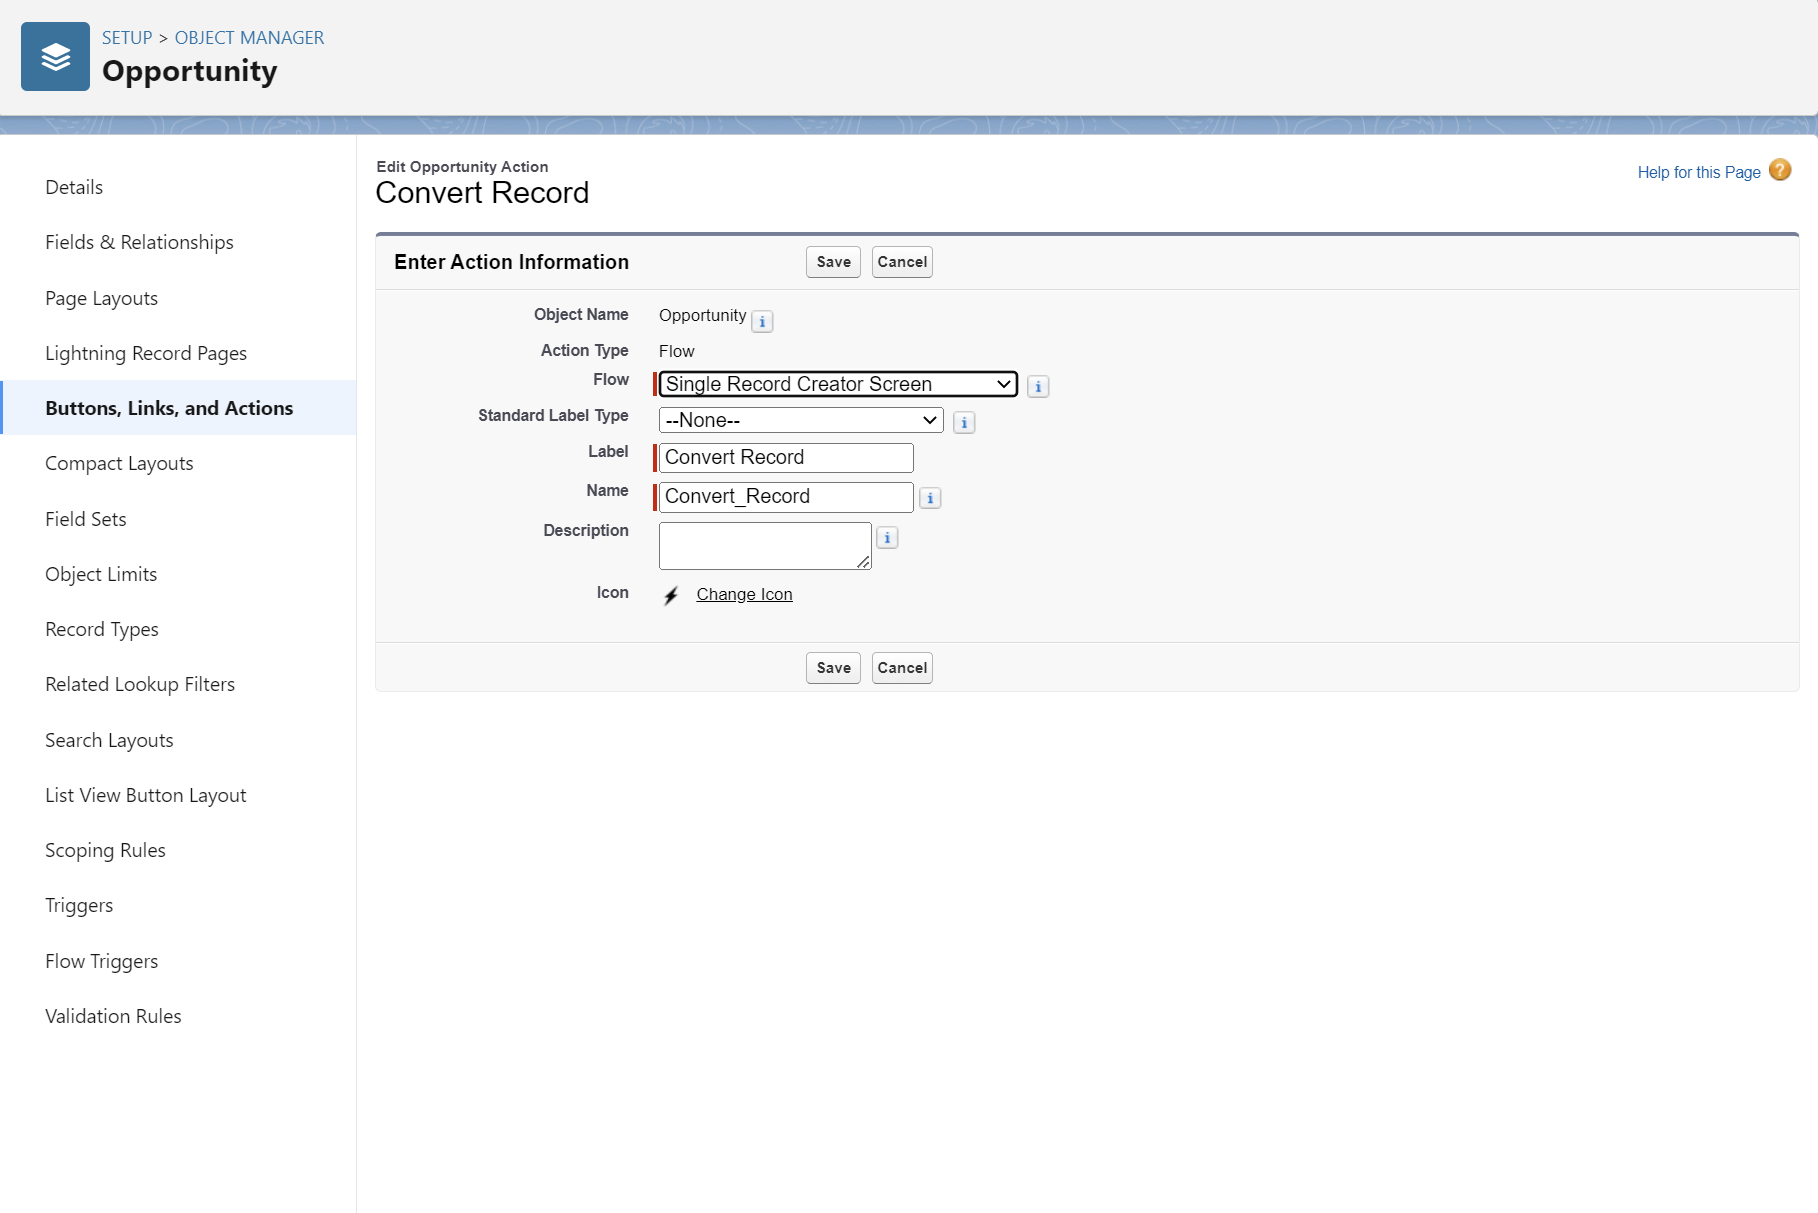 SETUP > OBJECT MANAGER
Opportunity
Details
Fields & Relationships
Page Layouts
Lightning Record Pages
Buttons, Links, and Actions
Compact Layouts
Field Sets
Object Limits
Record Types
Related Lookup Filters
Search Layouts
List View Button Layout
Scoping Rules
Triggers
Flow Triggers
Validation Rules
Edit Opportunity Action
Convert Record
Help for this Page ?
Enter Action Information Save Cancel
Object Name Opportunity i
Action Type Flow
Flow Single Record Creator Screen i
Standard Label Type --None-- i
Label Convert Record
Name Convert_Record i
Description i
Icon Change Icon
Save Cancel